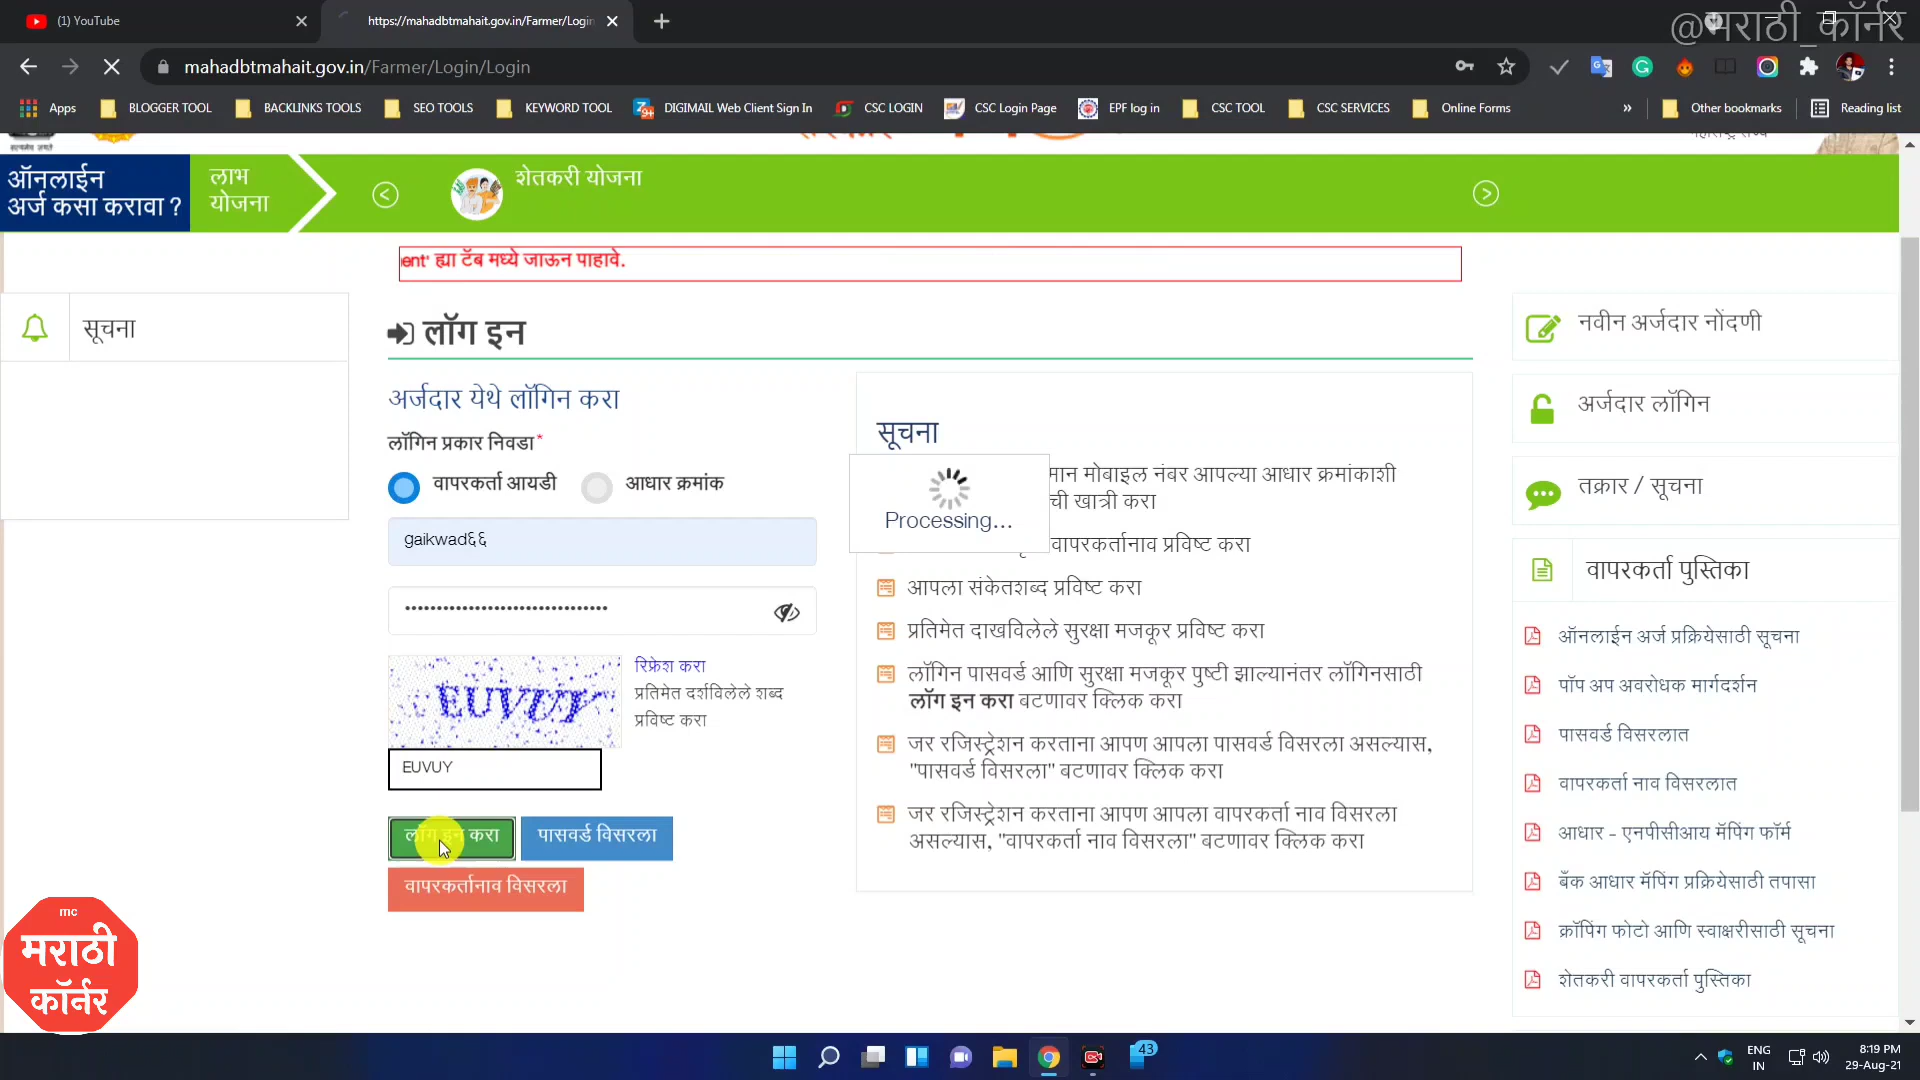 (1) YouTube
https://mahadbtmahait.gov.in/Farmer/Login
@मराठी_कॉर्नर
mahadbtmahait.gov.in/Farmer/Login/Login
Apps
BLOGGER TOOL
BACKLINKS TOOLS
SEO TOOLS
KEYWORD TOOL
DIGIMAIL Web Client Sign In
CSC LOGIN
CSC Login Page
EPF log in
CSC TOOL
CSC SERVICES
Online Forms
»
Other bookmarks
Reading list
ऑनलाईन
अर्ज कसा करावा ?
लाभ
योजना
शेतकरी योजना
ent' ह्या टॅब मध्ये जाऊन पाहावे.
सूचना
लॉग इन
अर्जदार येथे लॉगिन करा
लॉगिन प्रकार निवडा*
वापरकर्ता आयडी
आधार क्रमांक
gaikwad६६
EUVUY
रिफ्रेश करा
प्रतिमेत दर्शविलेले शब्द
प्रविष्ट करा
EUVUY
लॉग इन करा
पासवर्ड विसरला
वापरकर्तानाव विसरला
सूचना
मान मोबाइल नंबर आपल्या आधार क्रमांकाशी
ची खात्री करा
Processing...
वापरकर्तानाव प्रविष्ट करा
आपला संकेतशब्द प्रविष्ट करा
प्रतिमेत दाखविलेले सुरक्षा मजकूर प्रविष्ट करा
लॉगिन पासवर्ड आणि सुरक्षा मजकूर पुष्टी झाल्यानंतर लॉगिनसाठी
लॉग इन करा बटणावर क्लिक करा
जर रजिस्ट्रेशन करताना आपण आपला पासवर्ड विसरला असल्यास,
"पासवर्ड विसरला" बटणावर क्लिक करा
जर रजिस्ट्रेशन करताना आपण आपला वापरकर्ता नाव विसरला
असल्यास, "वापरकर्ता नाव विसरला" बटणावर क्लिक करा
नवीन अर्जदार नोंदणी
अर्जदार लॉगिन
तक्रार / सूचना
वापरकर्ता पुस्तिका
ऑनलाईन अर्ज प्रक्रियेसाठी सूचना
पॉप अप अवरोधक मार्गदर्शन
पासवर्ड विसरलात
वापरकर्ता नाव विसरलात
आधार - एनपीसीआय मॅपिंग फॉर्म
बँक आधार मॅपिंग प्रक्रियेसाठी तपासा
क्रॉपिंग फोटो आणि स्वाक्षरीसाठी सूचना
शेतकरी वापरकर्ता पुस्तिका
mc
मराठी
कॉर्नर
43
ENG
IN
8:19 PM
29-Aug-21